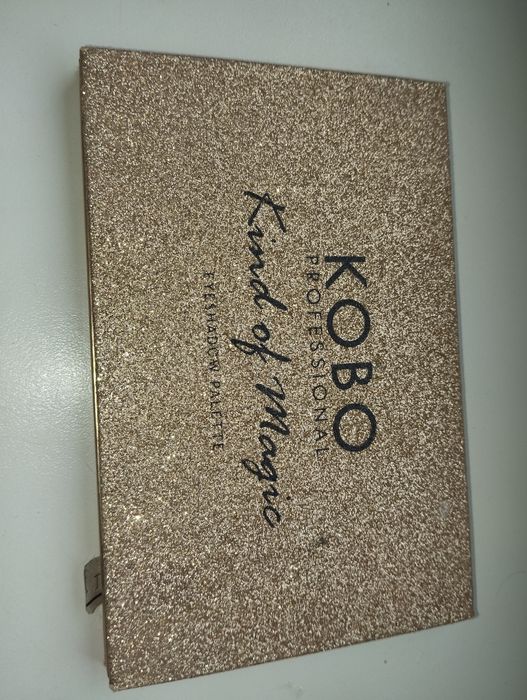 KOBO
PROFESSIONAL
Kind of Magic
EYESHADOW PALETTE